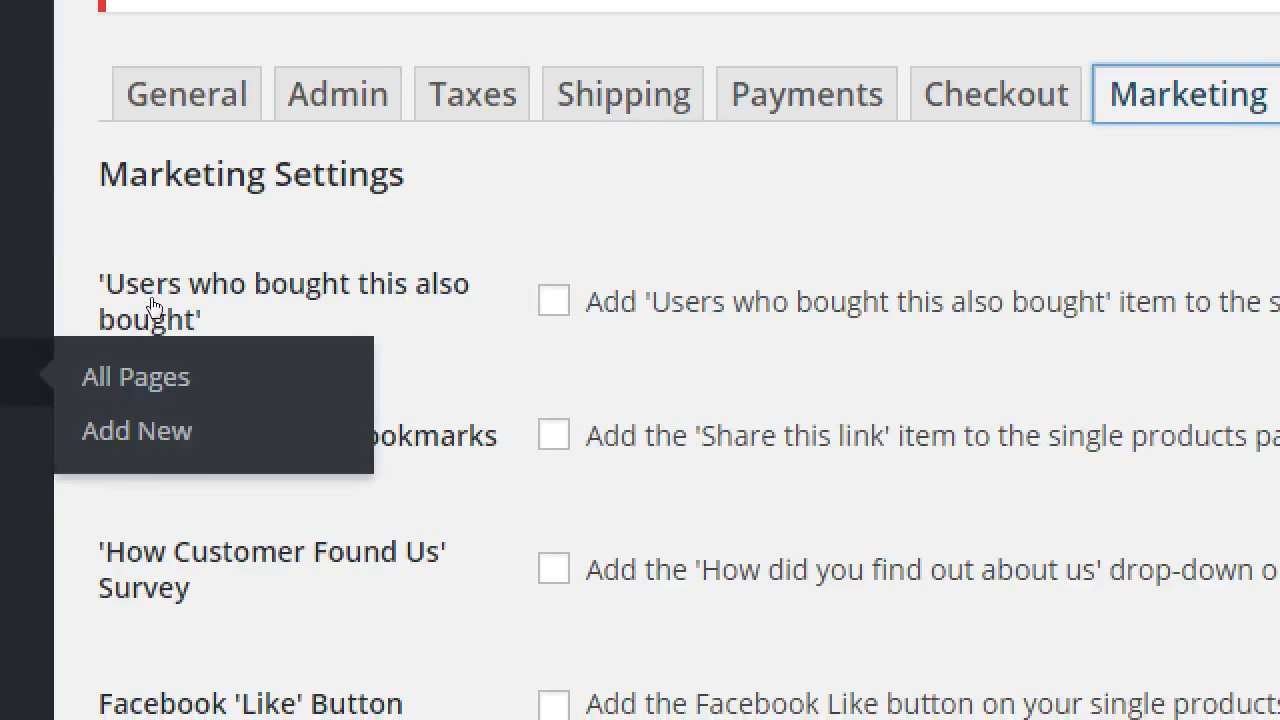 General Admin Taxes Shipping Payments Checkout Marketing
Marketing Settings
'Users who bought this also
bought'
Add 'Users who bought this also bought' item to the s
All Pages
Add New
ookmarks
Add the 'Share this link' item to the single products pa
'How Customer Found Us'
Survey
Add the 'How did you find out about us' drop-down o
Facebook 'Like' Button
Add the Facebook Like button on your single products